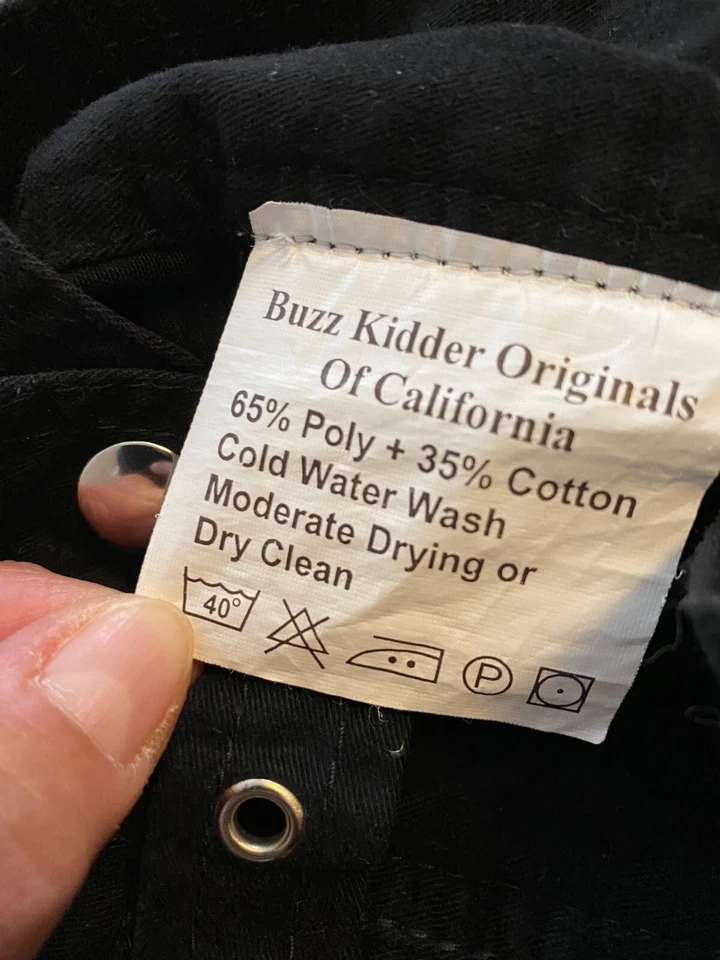 Buzz Kidder Originals
Of California
65% Poly + 35% Cotton
Cold Water Wash
Moderate Drying or
Dry Clean
40°
P